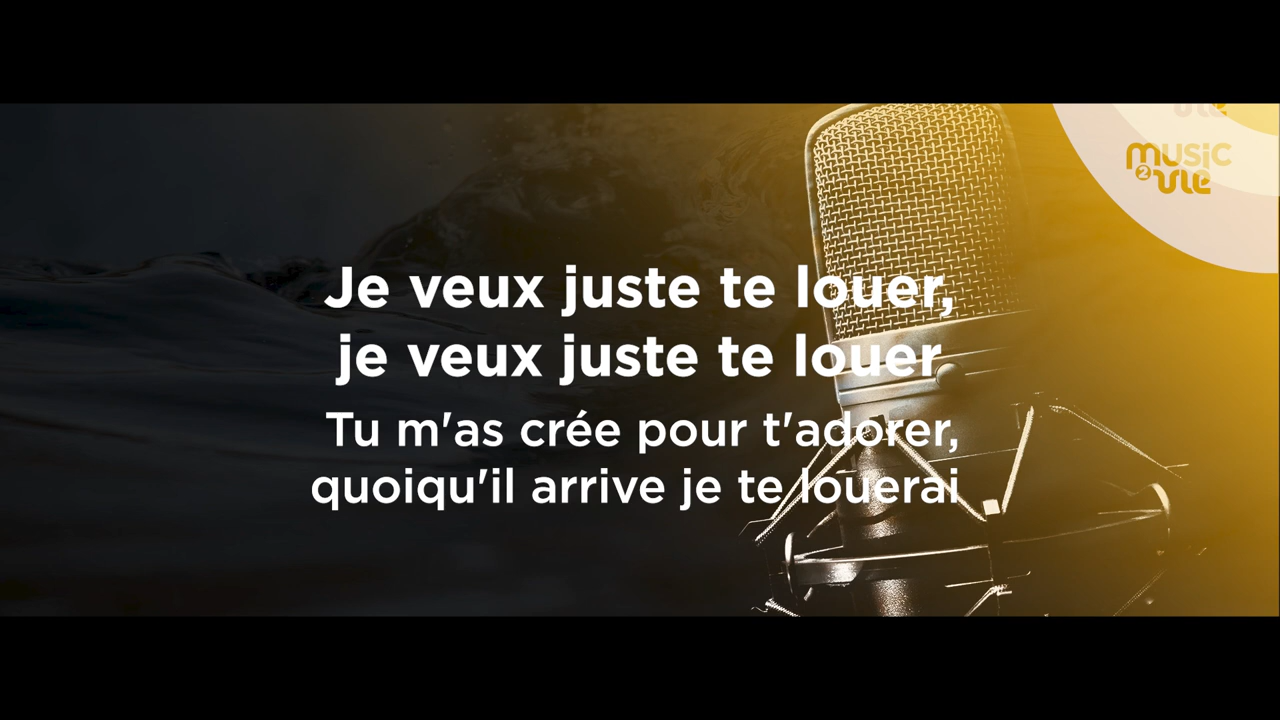 music
2 vie
Je veux juste te louer,
je veux juste te louer
Tu m'as crée pour t'adorer,
quoiqu'il arrive je te louerai